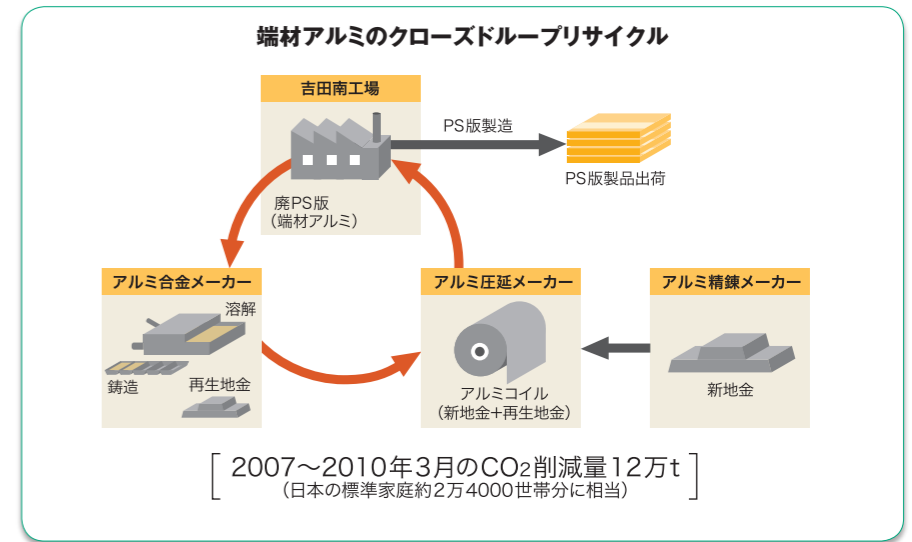 端材アルミのクローズドループリサイクル
吉田南工場
PS版製造
PS版製品出荷
廃PS版
（端材アルミ）
アルミ合金メーカー
溶解
鋳造
再生地金
アルミ圧延メーカー
アルミコイル
（新地金+再生地金）
アルミ精錬メーカー
新地金
2007〜2010年3月のCO2削減量12万t
（日本の標準家庭約2万4000世帯分に相当）